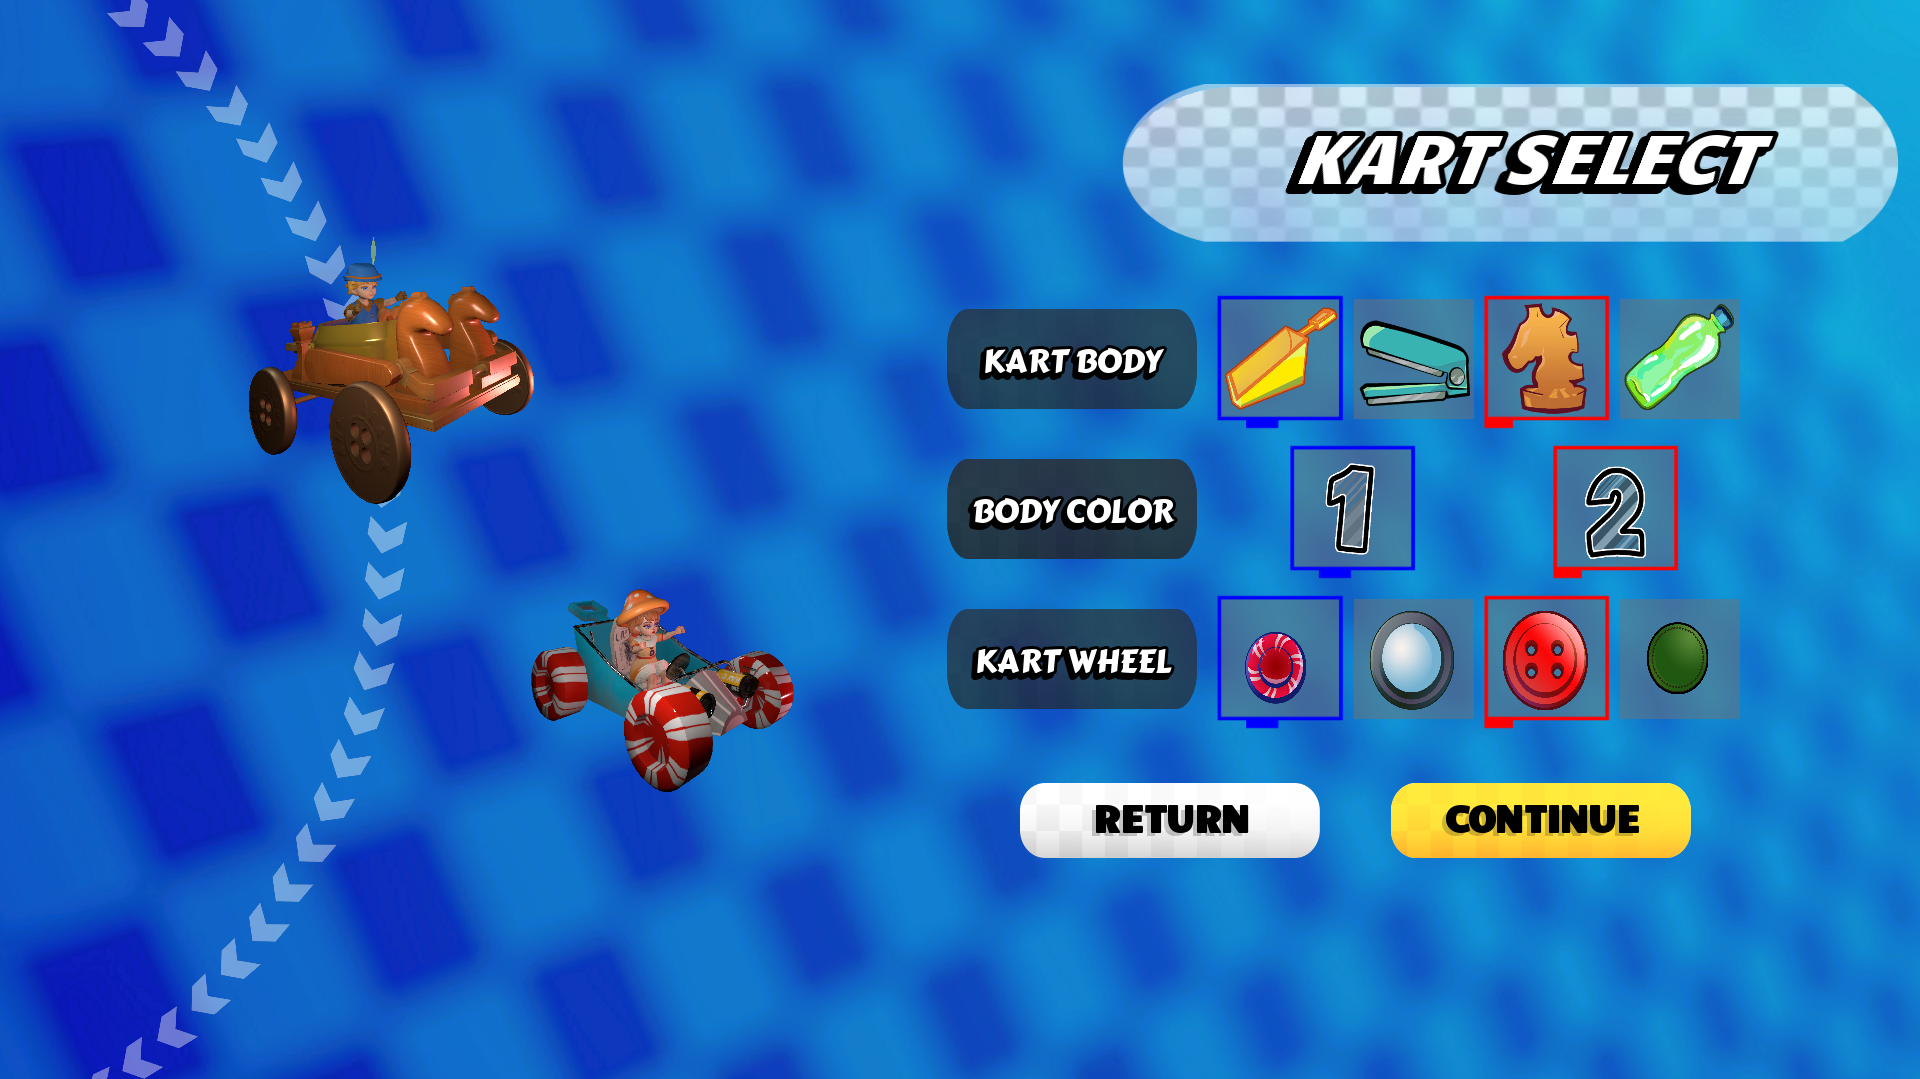 KART SELECT
KART BODY
BODY COLOR
1 2
KART WHEEL
RETURN CONTINUE